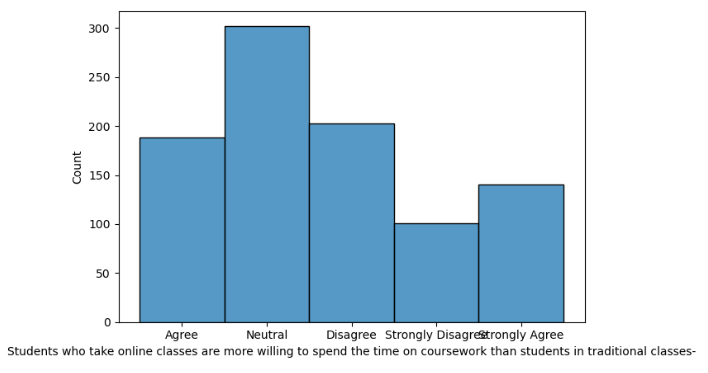 300
250
200
150
100
50
0
Count
Agree Neutral Disagree Strongly Disagree Strongly Agree
Students who take online classes are more willing to spend the time on coursework than students in traditional classes-